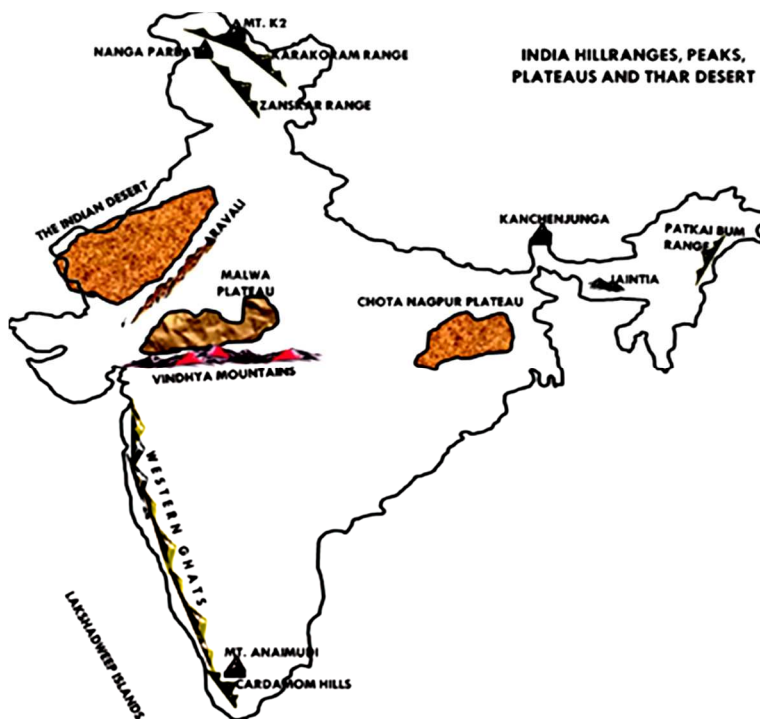 MT. K2
NANGA PARBAT
KARAKORAM RANGE
INDIA HILLRANGES, PEAKS,
PLATEAUS AND THAR DESERT
ZANSKAR RANGE
THE INDIAN DESERT
ARAVALI
KANCHENJUNGA
PATKAI BUM
RANGE
JAINTIA
MALWA
PLATEAU
CHOTA NAGPUR PLATEAU
VINDHYA MOUNTAINS
WESTERN GHATS
LAKSHADWEEP ISLANDS
MT. ANAIMUDI
CARDAMOM HILLS